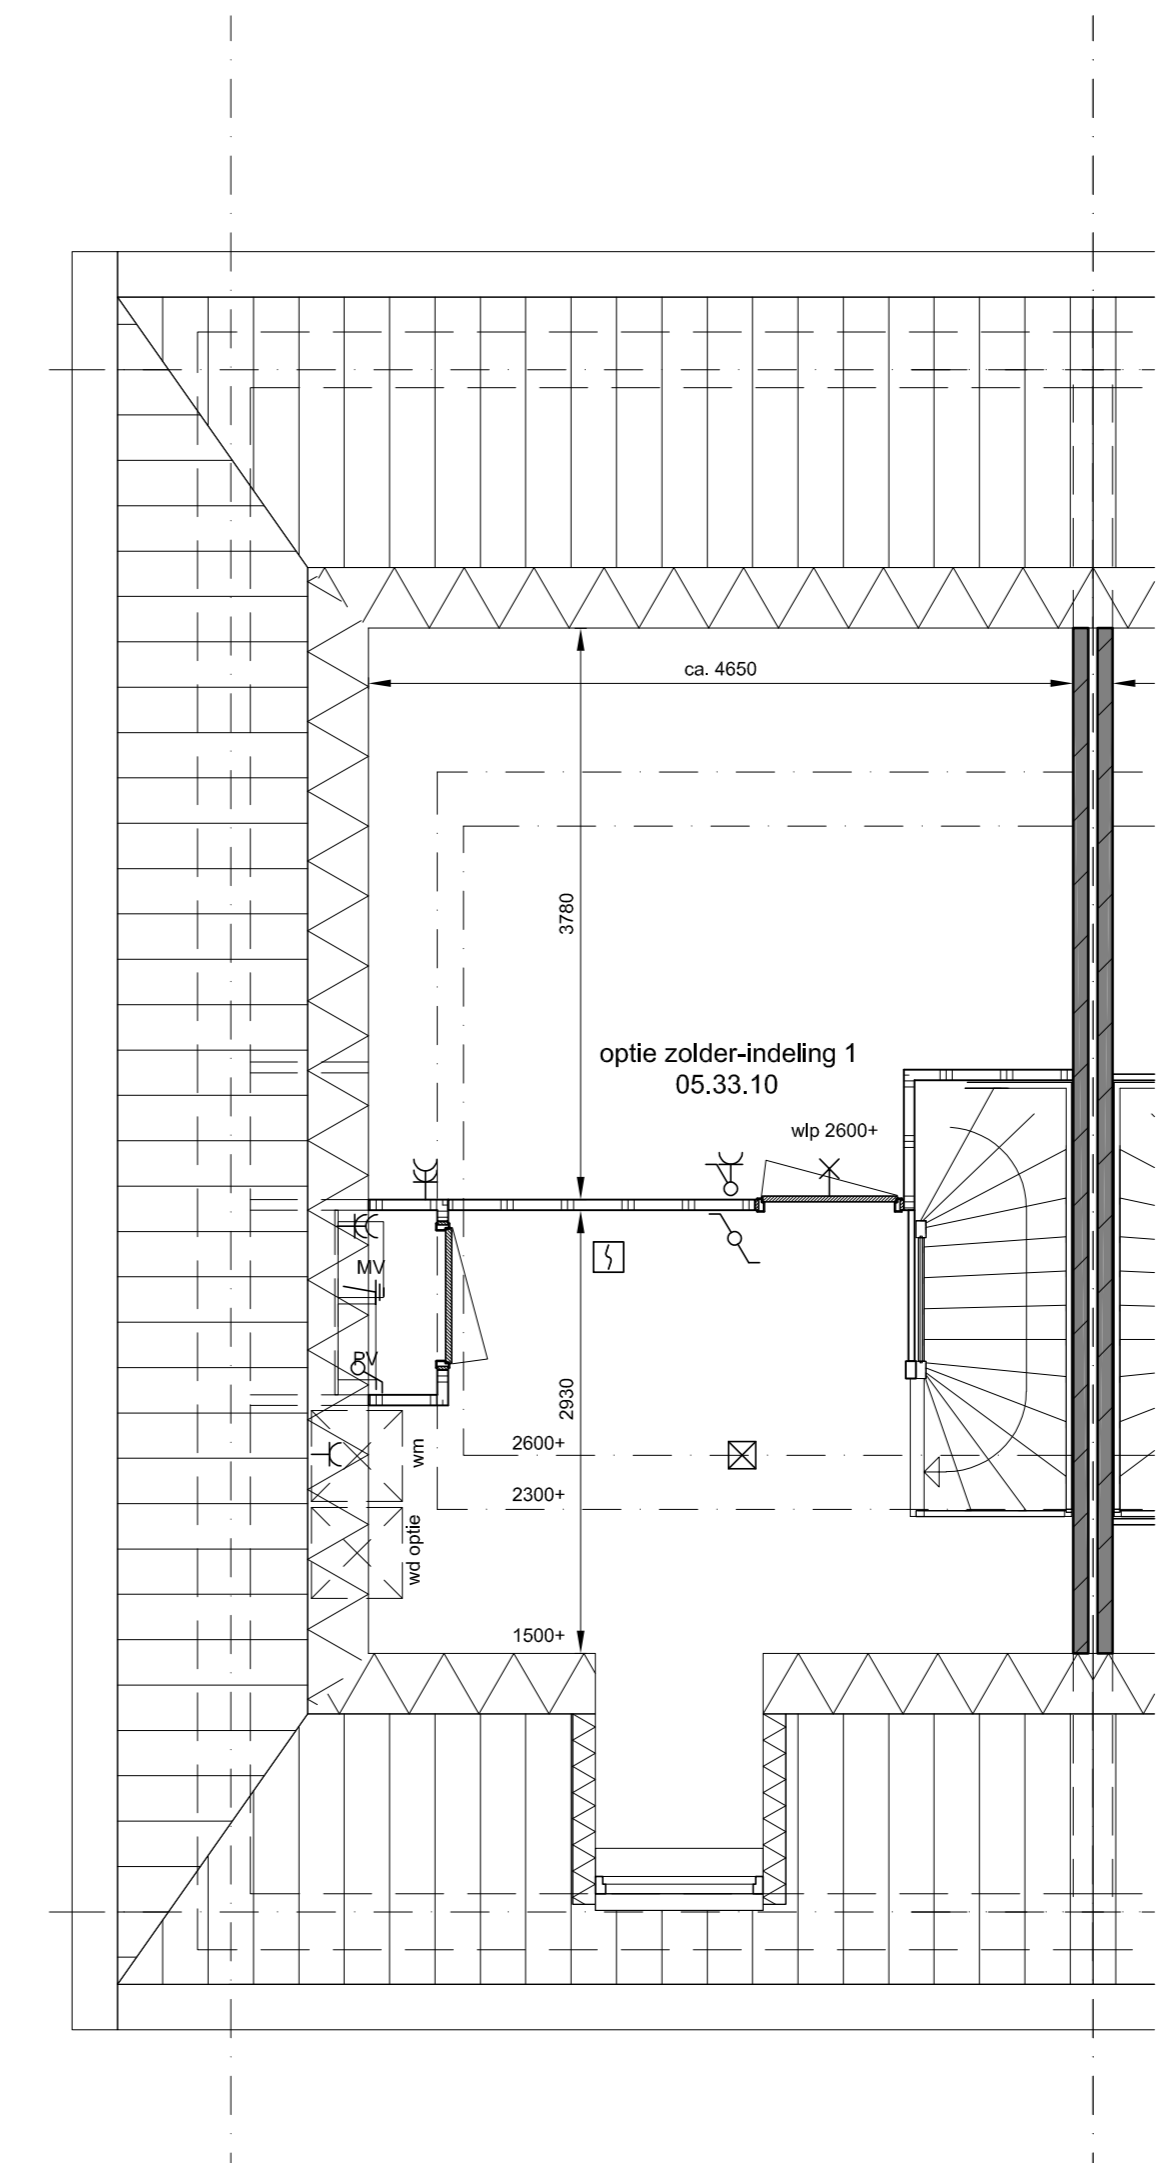 ca. 4650
3780
optie zolder-indeling 1
05.33.10
wlp 2600+
MV
PV
2930
2600+
wm
2300+
wd optie
1500+